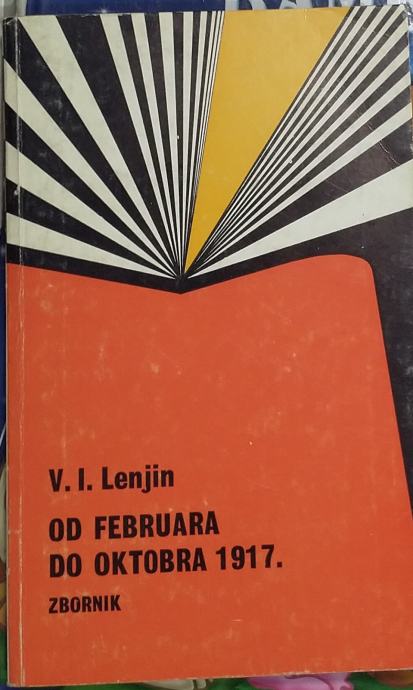 V. I. Lenjin
OD FEBRUARA
DO OKTOBRA 1917.
ZBORNIK